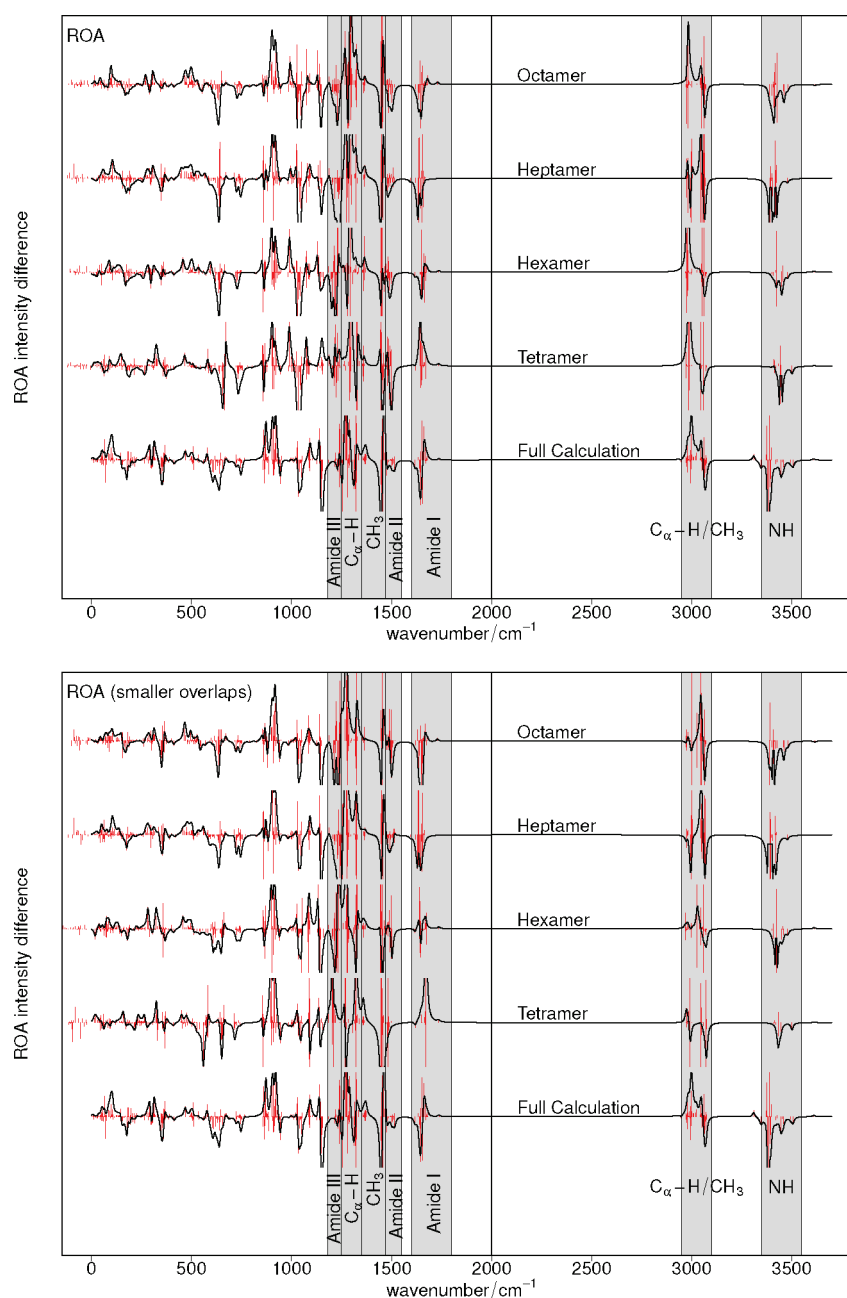 ROA
Octamer
Heptamer
Hexamer
Tetramer
Full Calculation
ROA intensity difference
Amide III
Cα−H
CH3
Amide II
Amide I
Cα−H/CH3
NH
0 500 1000 1500 2000 2500 3000 3500
wavenumber/cm−1
ROA (smaller overlaps)
Octamer
Heptamer
Hexamer
Tetramer
Full Calculation
ROA intensity difference
Amide III
Cα−H
CH3
Amide II
Amide I
Cα−H/CH3
NH
0 500 1000 1500 2000 2500 3000 3500
wavenumber/cm−1